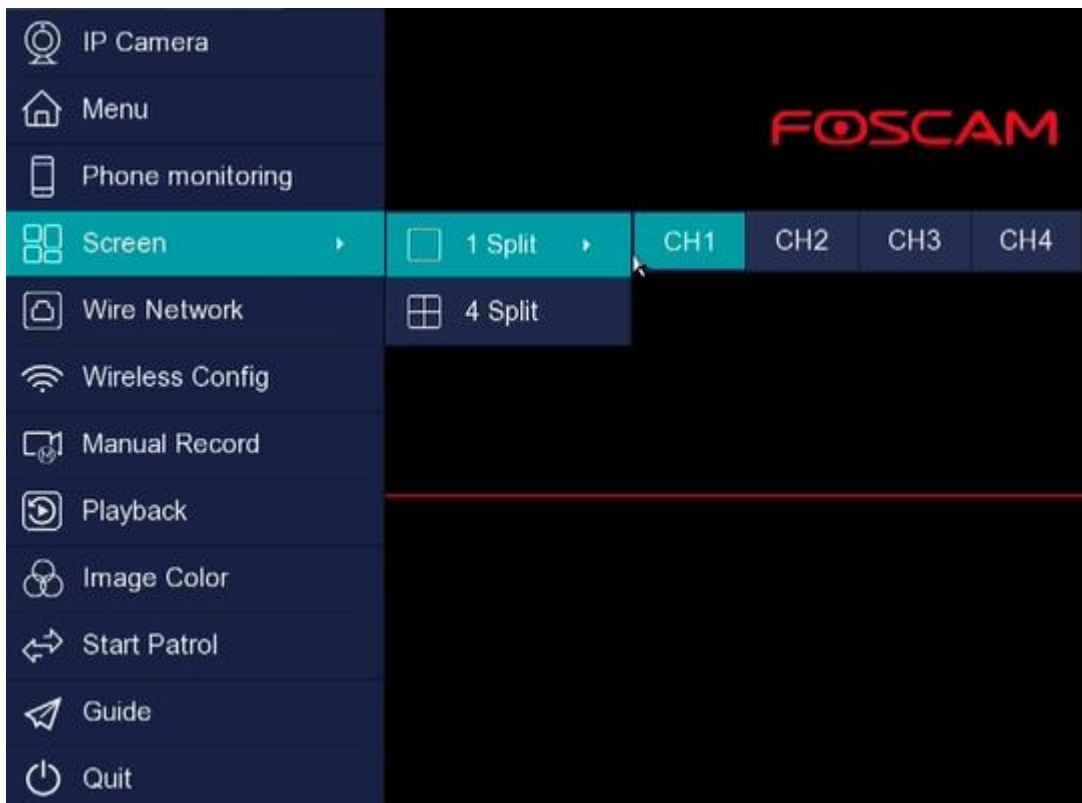 IP Camera
Menu
FOSCAM
Phone monitoring
Screen 1 Split CH1 CH2 CH3 CH4
Wire Network 4 Split
Wireless Config
Manual Record
Playback
Image Color
Start Patrol
Guide
Quit